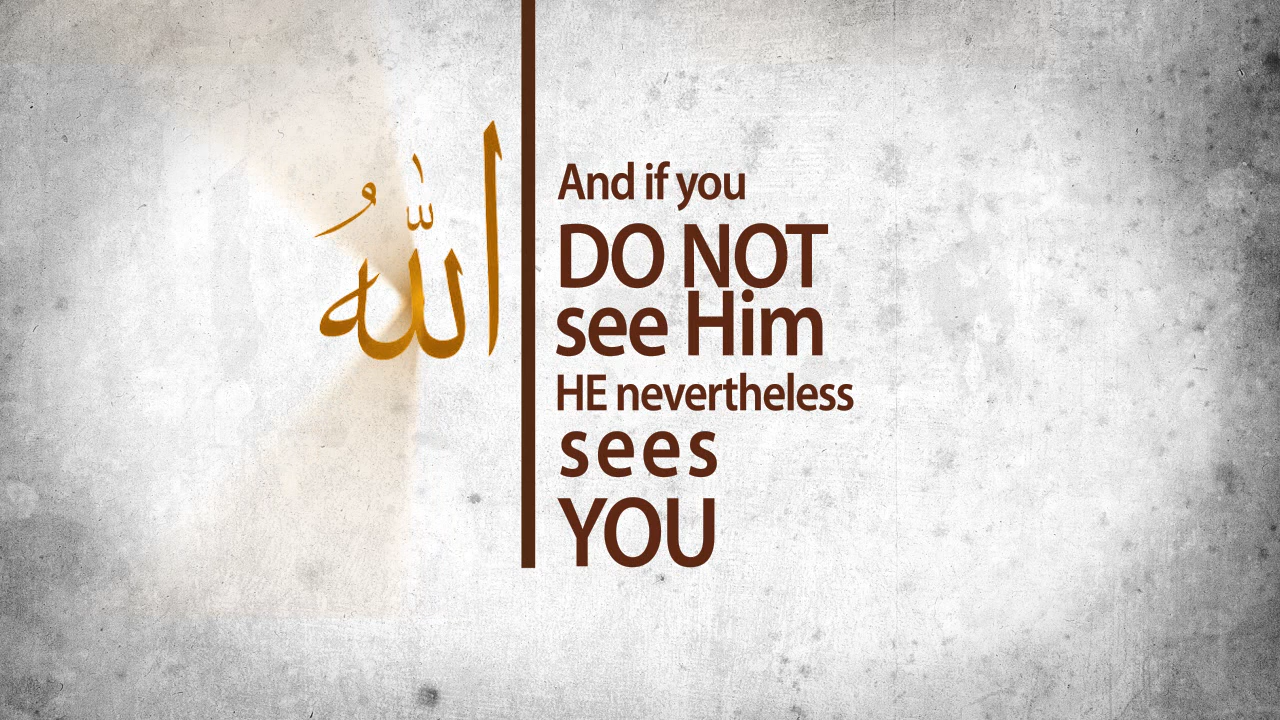 الله
And if you
DO NOT
see Him
HE nevertheless
sees
YOU